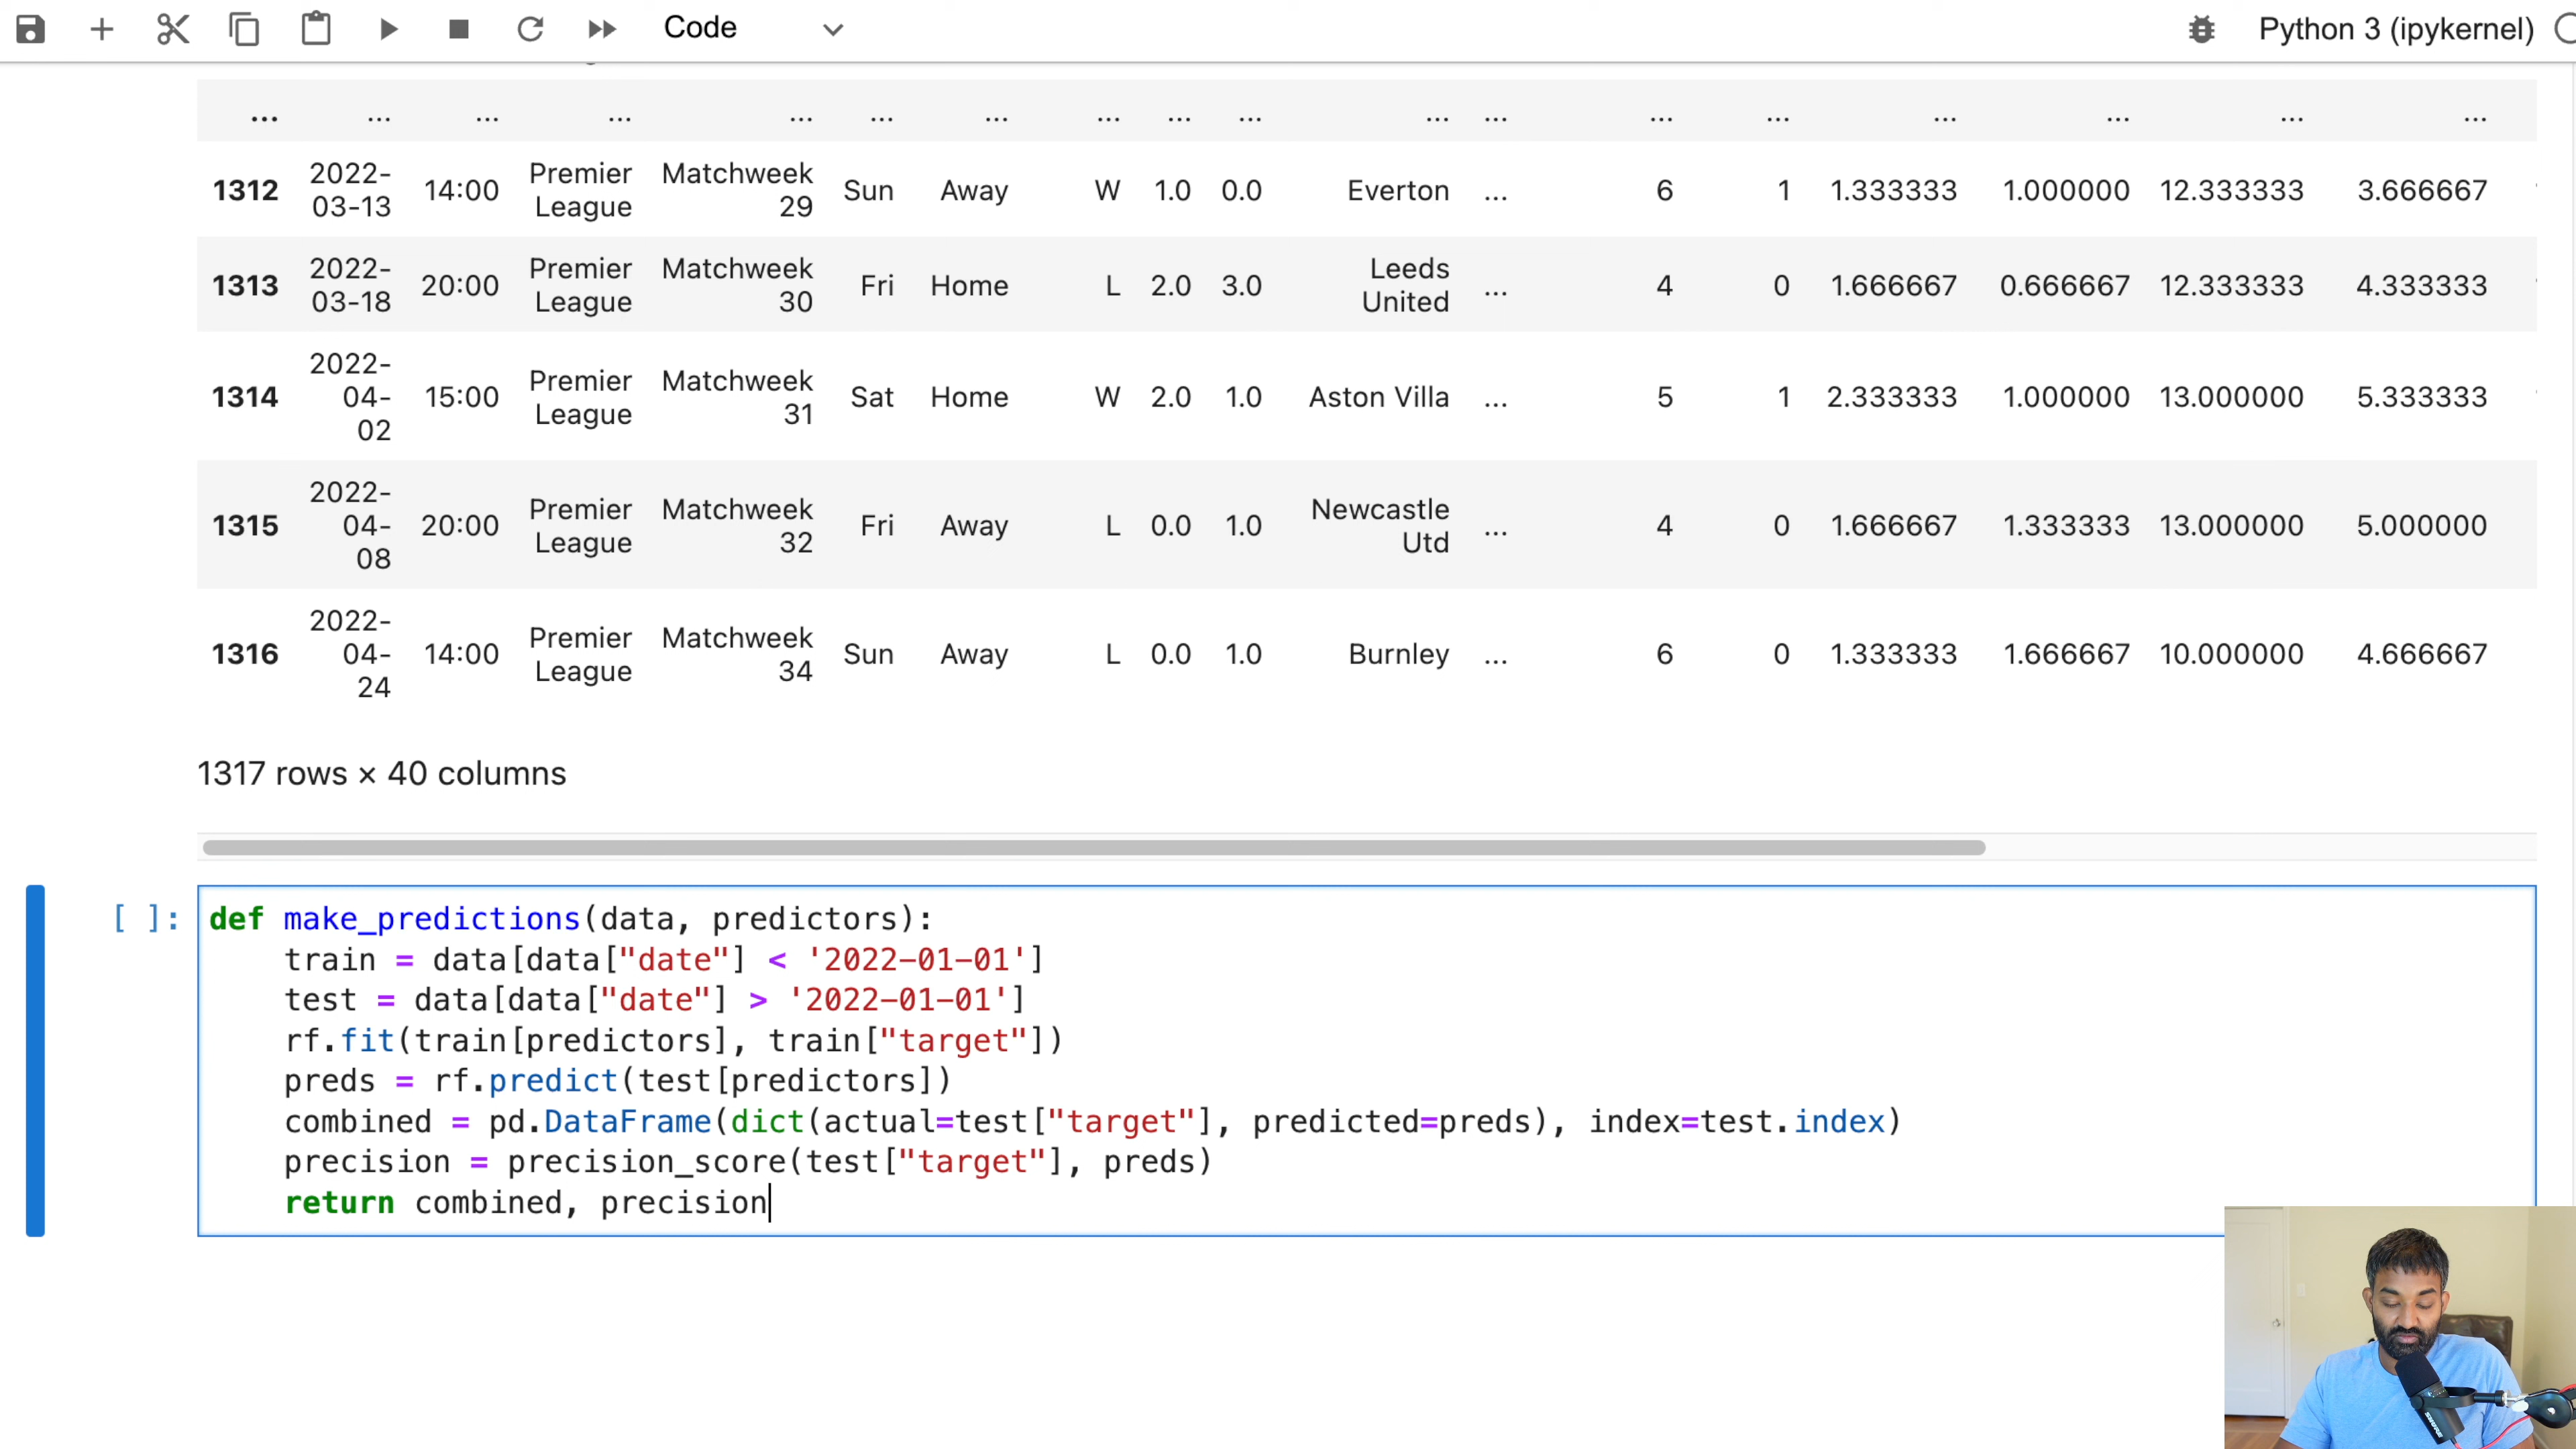 Code
Python 3 (ipykernel)
... ... ... ... ... ... ... ... ... ... ... ... ... ... ... ... ... ...
1312 2022-03-13 14:00 Premier League Matchweek 29 Sun Away W 1.0 0.0 Everton ... 6 1 1.333333 1.000000 12.333333 3.666667
1313 2022-03-18 20:00 Premier League Matchweek 30 Fri Home L 2.0 3.0 Leeds United ... 4 0 1.666667 0.666667 12.333333 4.333333
1314 2022-04-02 15:00 Premier League Matchweek 31 Sat Home W 2.0 1.0 Aston Villa ... 5 1 2.333333 1.000000 13.000000 5.333333
1315 2022-04-08 20:00 Premier League Matchweek 32 Fri Away L 0.0 1.0 Newcastle Utd ... 4 0 1.666667 1.333333 13.000000 5.000000
1316 2022-04-24 14:00 Premier League Matchweek 34 Sun Away L 0.0 1.0 Burnley ... 6 0 1.333333 1.666667 10.000000 4.666667
1317 rows × 40 columns
[ ]: def make_predictions(data, predictors):
    train = data[data["date"] < '2022-01-01']
    test = data[data["date"] > '2022-01-01']
    rf.fit(train[predictors], train["target"])
    preds = rf.predict(test[predictors])
    combined = pd.DataFrame(dict(actual=test["target"], predicted=preds), index=test.index)
    precision = precision_score(test["target"], preds)
    return combined, precision